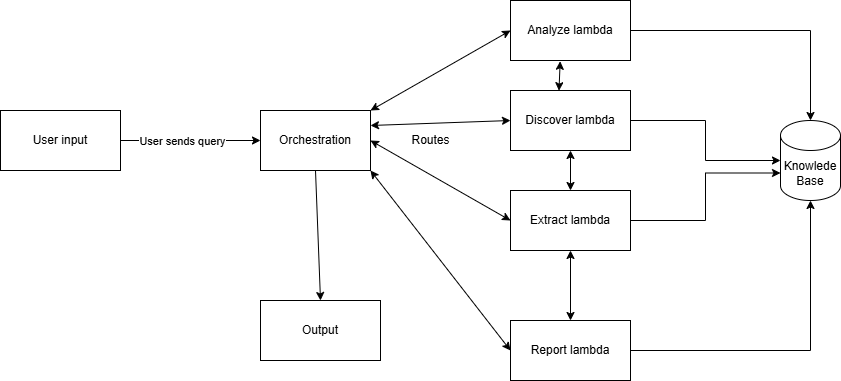 Analyze lambda
User input
User sends query
Orchestration
Routes
Discover lambda
Knowlede
Base
Extract lambda
Output
Report lambda